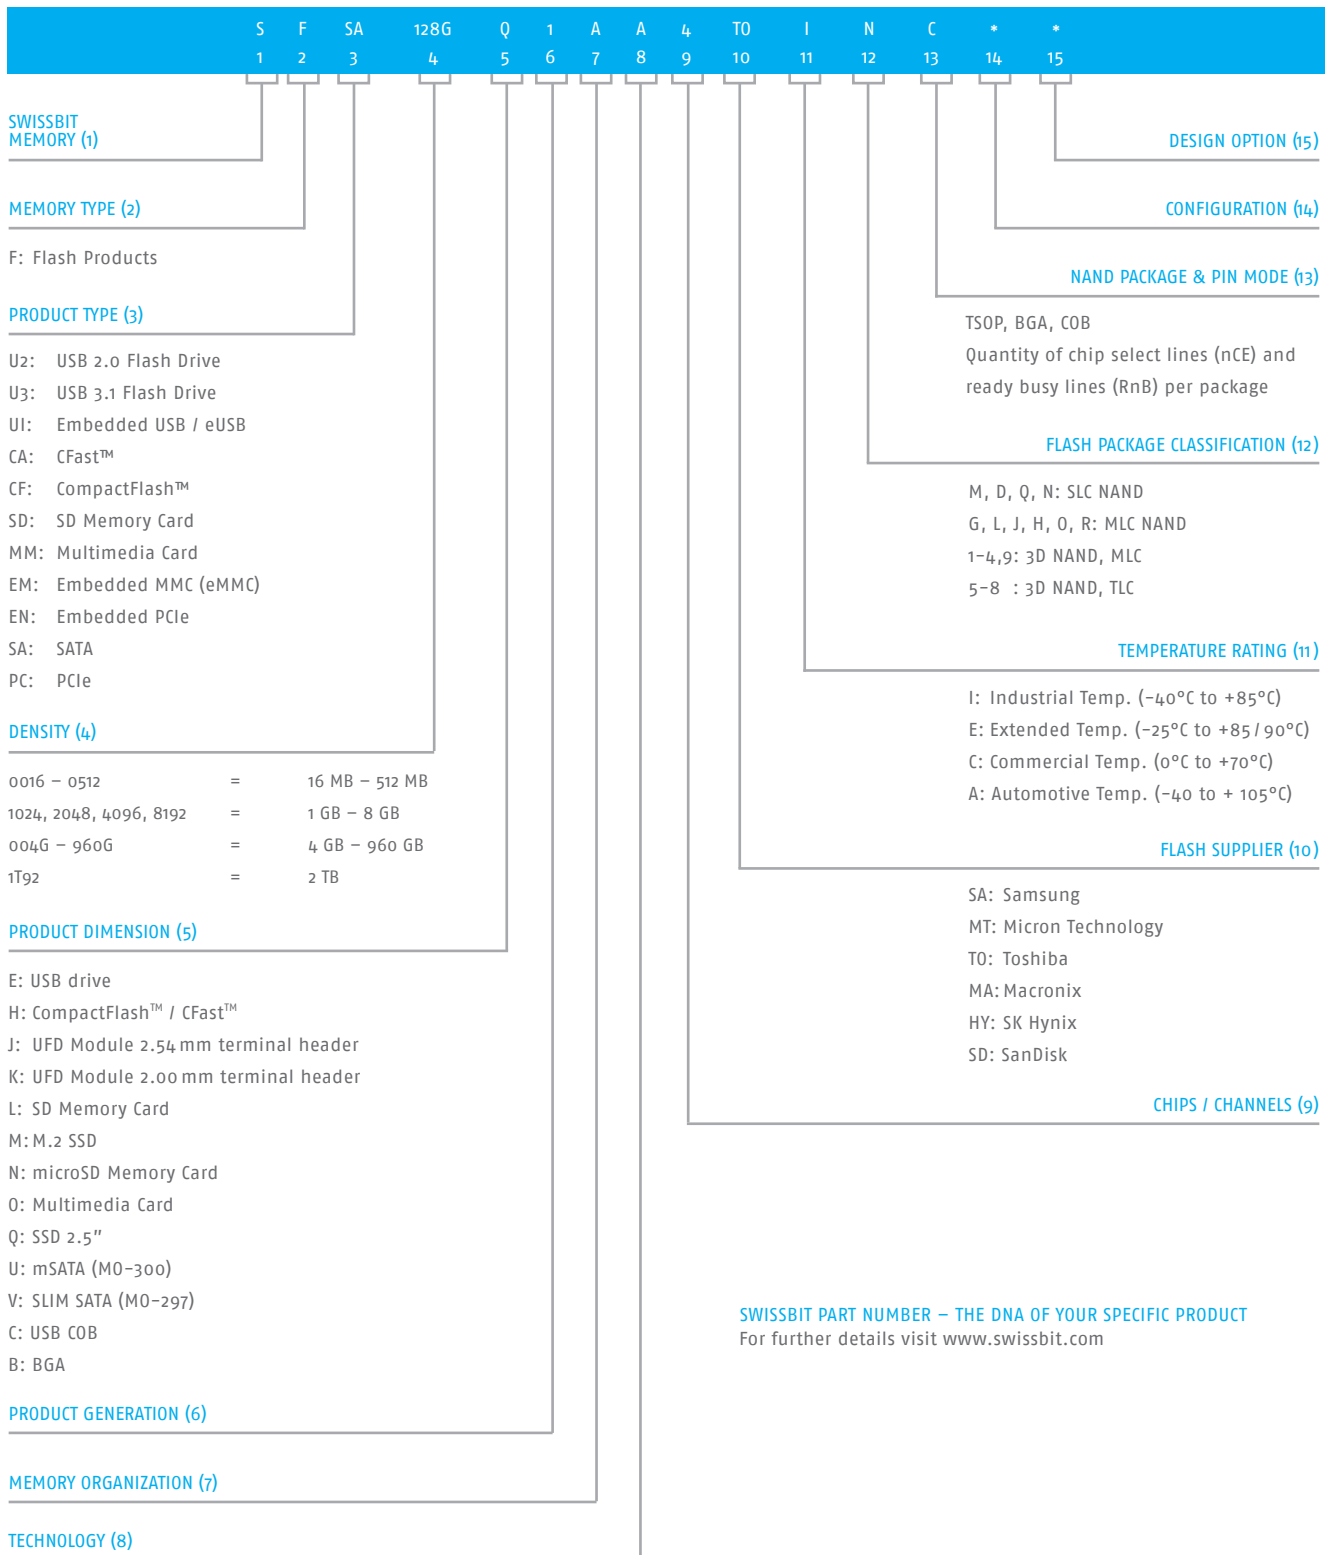 S F SA 128G Q 1 A A 4 TO I N C * *
1 2 3 4 5 6 7 8 9 10 11 12 13 14 15
SWISSBIT
MEMORY (1)
MEMORY TYPE (2)
F: Flash Products
PRODUCT TYPE (3)
U2: USB 2.0 Flash Drive
U3: USB 3.1 Flash Drive
UI: Embedded USB / eUSB
CA: CFast™
CF: CompactFlash™
SD: SD Memory Card
MM: Multimedia Card
EM: Embedded MMC (eMMC)
EN: Embedded PCIe
SA: SATA
PC: PCIe
DENSITY (4)
0016 – 0512 = 16 MB – 512 MB
1024, 2048, 4096, 8192 = 1 GB – 8 GB
004G – 960G = 4 GB – 960 GB
1T92 = 2 TB
PRODUCT DIMENSION (5)
E: USB drive
H: CompactFlash™ / CFast™
J: UFD Module 2.54 mm terminal header
K: UFD Module 2.00 mm terminal header
L: SD Memory Card
M: M.2 SSD
N: microSD Memory Card
O: Multimedia Card
Q: SSD 2.5″
U: mSATA (MO-300)
V: SLIM SATA (MO-297)
C: USB COB
B: BGA
PRODUCT GENERATION (6)
MEMORY ORGANIZATION (7)
TECHNOLOGY (8)
DESIGN OPTION (15)
CONFIGURATION (14)
NAND PACKAGE & PIN MODE (13)
TSOP, BGA, COB
Quantity of chip select lines (nCE) and
ready busy lines (RnB) per package
FLASH PACKAGE CLASSIFICATION (12)
M, D, Q, N: SLC NAND
G, L, J, H, O, R: MLC NAND
1-4,9: 3D NAND, MLC
5-8 : 3D NAND, TLC
TEMPERATURE RATING (11)
I: Industrial Temp. (-40°C to +85°C)
E: Extended Temp. (-25°C to +85 / 90°C)
C: Commercial Temp. (0°C to +70°C)
A: Automotive Temp. (-40 to + 105°C)
FLASH SUPPLIER (10)
SA: Samsung
MT: Micron Technology
TO: Toshiba
MA: Macronix
HY: SK Hynix
SD: SanDisk
CHIPS / CHANNELS (9)
SWISSBIT PART NUMBER – THE DNA OF YOUR SPECIFIC PRODUCT
For further details visit www.swissbit.com